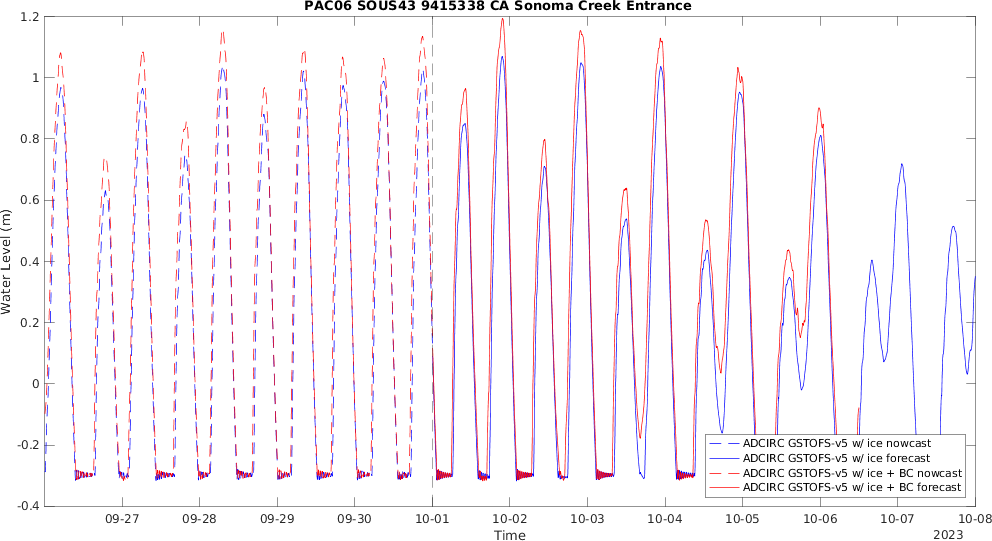 PAC06 SOUS43 9415338 CA Sonoma Creek Entrance
1.2
1
0.8
0.6
0.4
0.2
0
-0.2
-0.4
Water Level (m)
ADCIRC GSTOFS-v5 w/ ice nowcast
ADCIRC GSTOFS-v5 w/ ice forecast
ADCIRC GSTOFS-v5 w/ ice + BC nowcast
ADCIRC GSTOFS-v5 w/ ice + BC forecast
09-27 09-28 09-29 09-30 10-01 10-02 10-03 10-04 10-05 10-06 10-07 10-08
Time
2023